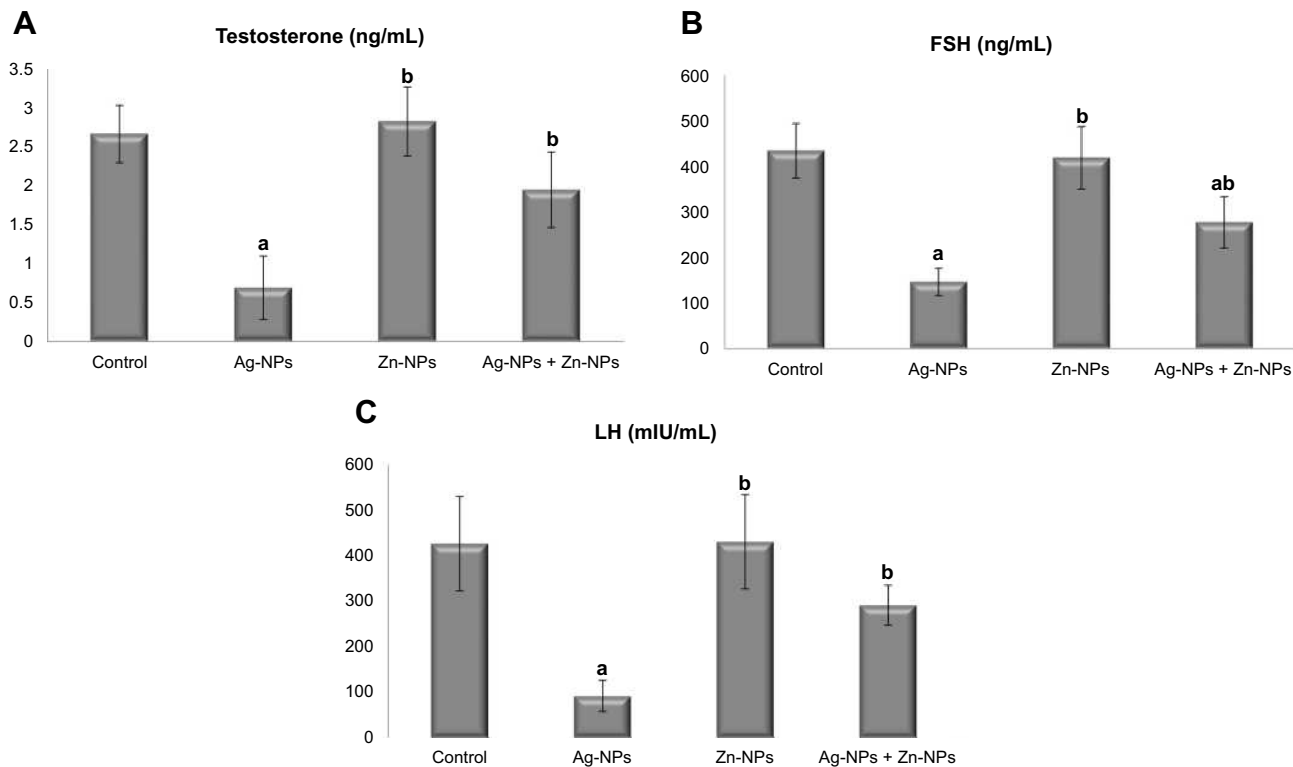 A
Testosterone (ng/mL)
3.5
3
2.5
2
1.5
1
0.5
0
a
b
b
Control Ag-NPs Zn-NPs Ag-NPs + Zn-NPs
B
FSH (ng/mL)
600
500
400
300
200
100
0
a
b
ab
Control Ag-NPs Zn-NPs Ag-NPs + Zn-NPs
C
LH (mIU/mL)
600
500
400
300
200
100
0
a
b
b
Control Ag-NPs Zn-NPs Ag-NPs + Zn-NPs